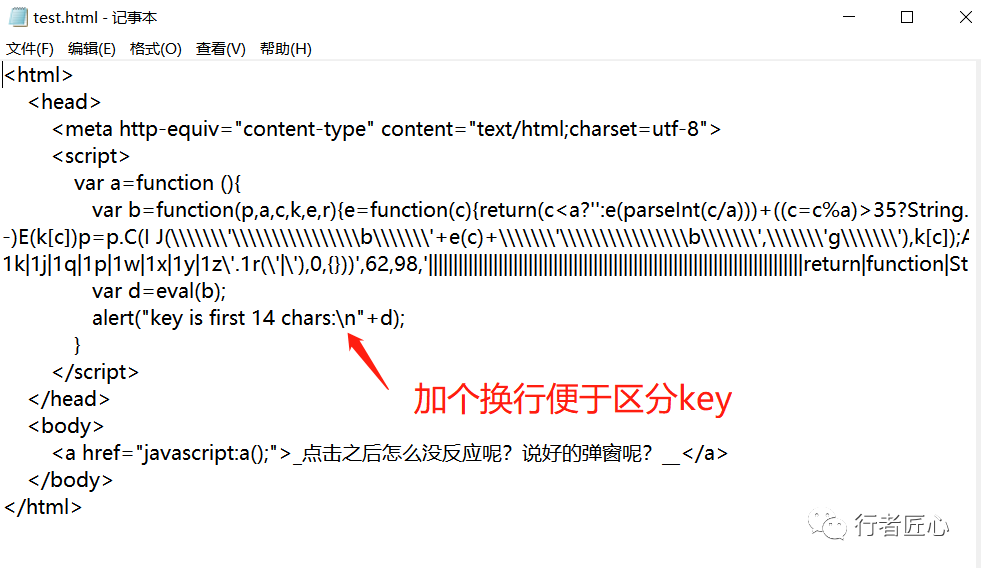 test.html - 记事本
文件(F) 编辑(E) 格式(O) 查看(V) 帮助(H)
<html>
<head>
<meta http-equiv="content-type" content="text/html;charset=utf-8">
<script>
var a=function (){
var b=function(p,a,c,k,e,r){e=function(c){return(c<a?'':e(parseInt(c/a)))+((c=c%a)>35?String.
-)E(k[c])p=p.C(I J(\\\\\\\'\\\\\\\\\\\\\\\b\\\\\\\'+e(c)+\\\\\\\'\\\\\\\\\\\\\\\b\\\\\\\',\\\\\\\'g\\\\\\\'),k[c]);A
1k|1j|1q|1p|1w|1x|1y|1z\'.1r(\'|\'),0,{}))',62,98,'||||||||||||||||||||||||||||||||||||||||||||||||||||||||||||||return|function|St
var d=eval(b);
alert("key is first 14 chars:\n"+d);
}
</script>
加个换行便于区分key
</head>
<body>
<a href="javascript:a();">_点击之后怎么没反应呢？说好的弹窗呢？__</a>
</body>
</html>
行者匠心